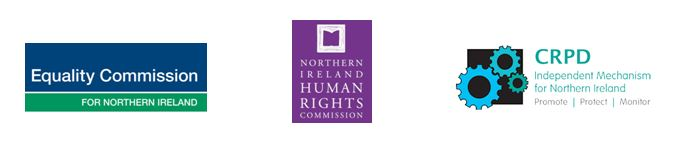 Equality Commission
FOR NORTHERN IRELAND
NORTHERN
IRELAND
HUMAN
RIGHTS
COMMISSION
CRPD
Independent Mechanism
for Northern Ireland
Promote | Protect | Monitor